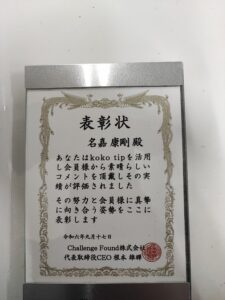 表彰状
名嘉 康剛 殿
あなたはkoko tipを活用
し会員様から素晴らしい
コメントを頂戴しその実
績が評価されました
その努力と会員様に真摯
に向き合う姿勢をここに
表彰します
令和六年九月十七日
Challenge Found株式会社
代表取締役CEO 根本 雄